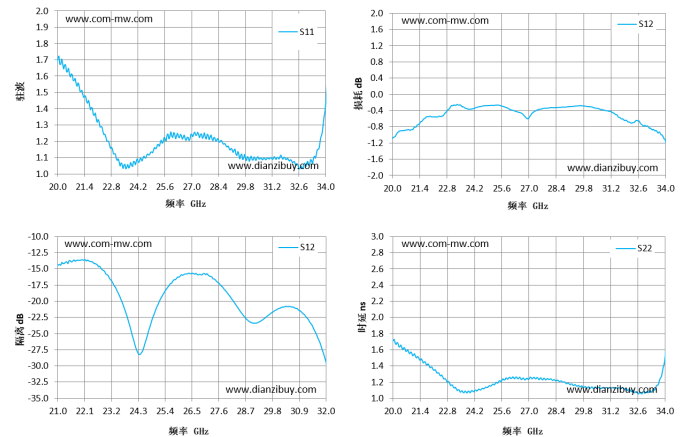 www.com-mw.com
S11
2.0
1.9
1.8
1.7
1.6
1.5
1.4
1.3
1.2
1.1
1.0
驻波
20.0 21.4 22.8 24.2 25.6 27.0 28.4 29.8 31.2 32.6 34.0
频率 GHz
www.dianzibuy.com
www.com-mw.com
S12
2.0
1.6
1.2
0.8
0.4
0.0
-0.4
-0.8
-1.2
-1.6
-2.0
损耗 dB
20.0 21.4 22.8 24.2 25.6 27.0 28.4 29.8 31.2 32.6 34.0
频率 GHz
www.dianzibuy.com
www.com-mw.com
S12
-10.0
-12.5
-15.0
-17.5
-20.0
-22.5
-25.0
-27.5
-30.0
-32.5
-35.0
隔离 dB
21.0 22.1 23.2 24.3 25.4 26.5 27.6 28.7 29.8 30.9 32.0
频率 GHz
www.dianzibuy.com
www.com-mw.com
S22
3.0
2.8
2.6
2.4
2.2
2.0
1.8
1.6
1.4
1.2
1.0
时延 ns
20.0 21.4 22.8 24.2 25.6 27.0 28.4 29.8 31.2 32.6 34.0
频率 GHz
www.dianzibuy.com